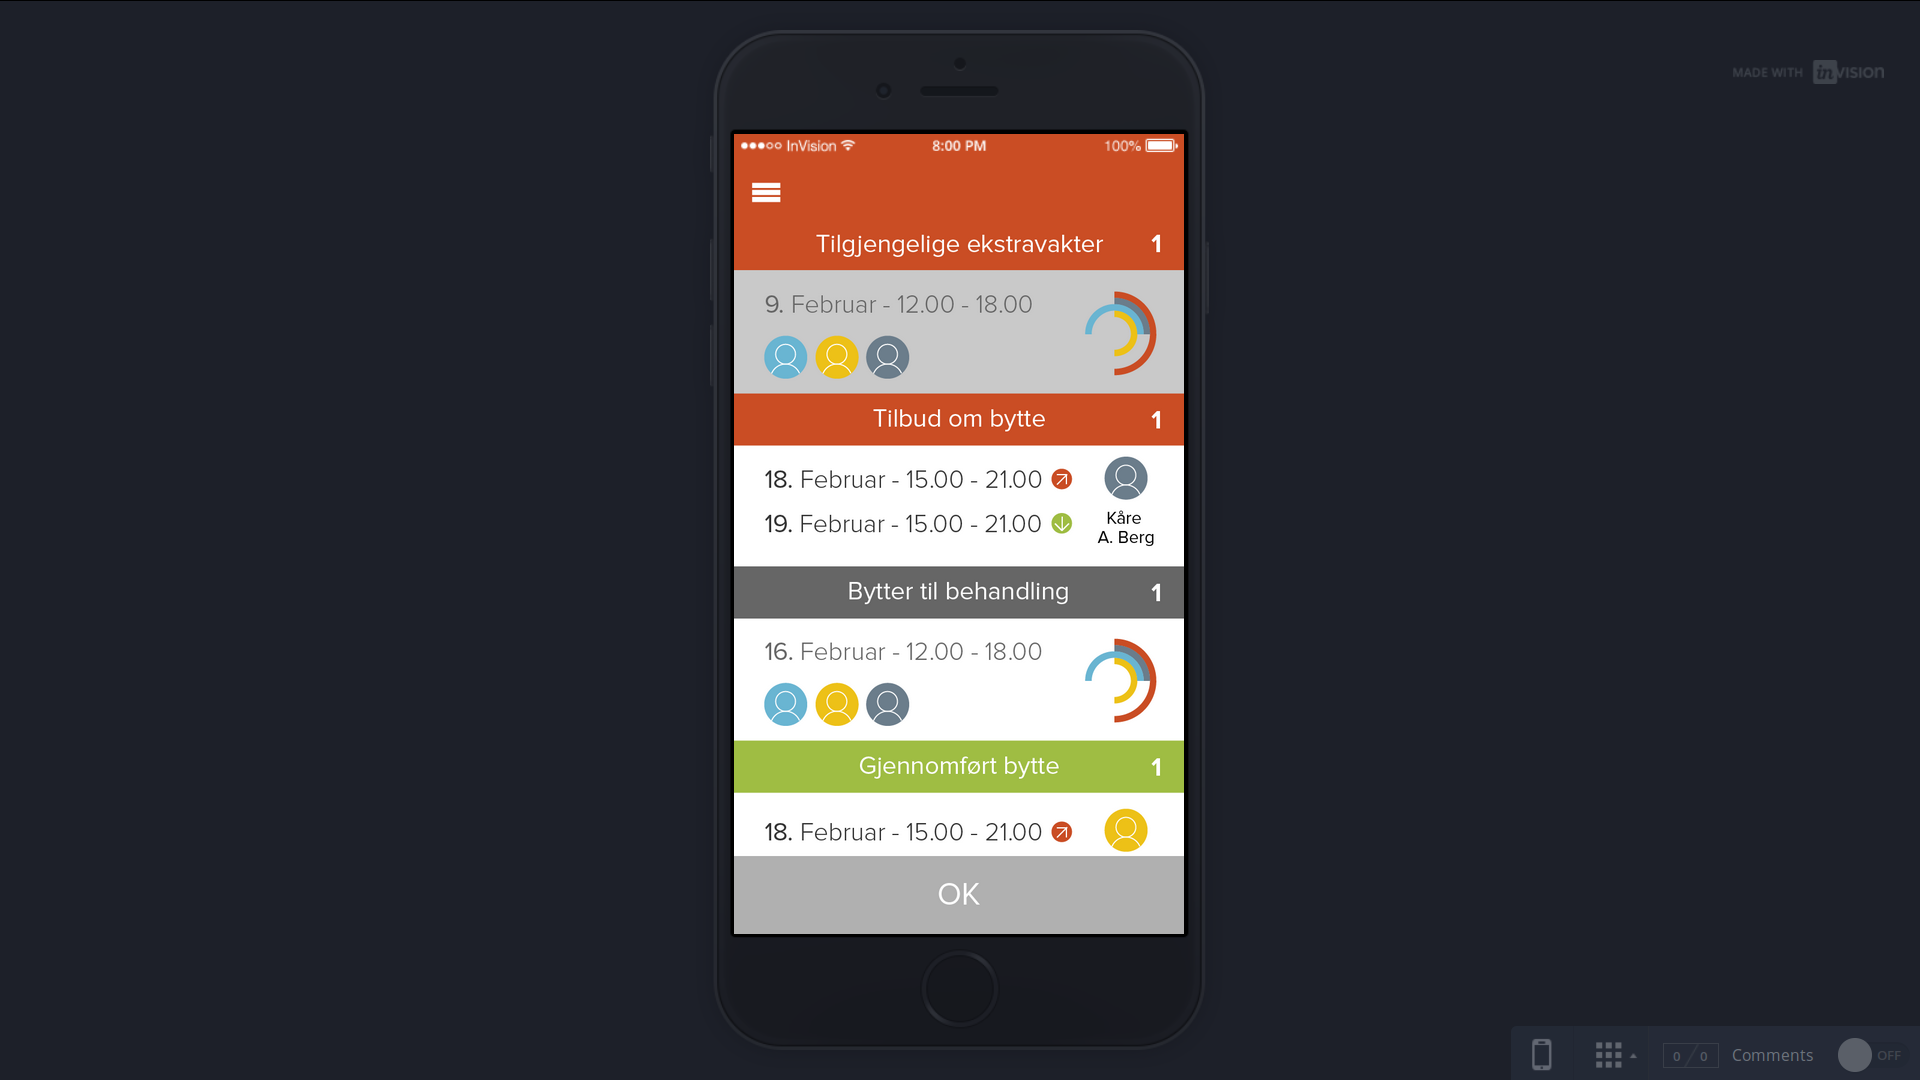 MADE WITH inVISION
InVision 8:00 PM 100%
Tilgjengelige ekstravakter 1
9. Februar - 12.00 - 18.00
Tilbud om bytte 1
18. Februar - 15.00 - 21.00
19. Februar - 15.00 - 21.00
Kåre
A. Berg
Bytter til behandling 1
16. Februar - 12.00 - 18.00
Gjennomført bytte 1
18. Februar - 15.00 - 21.00
OK
0 / 0 Comments OFF